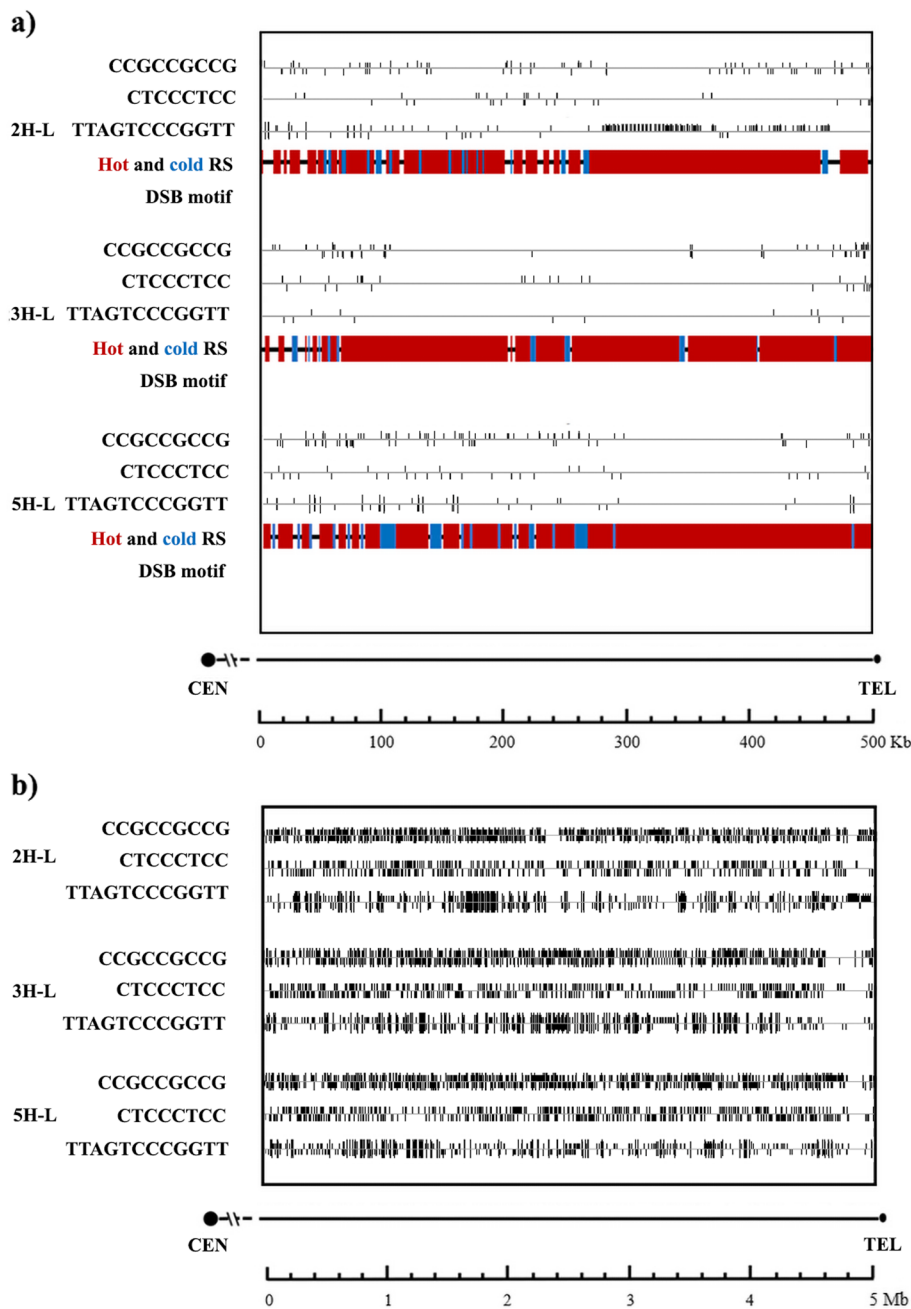 a)
CCGCCGCCG
CTCCCTCC
2H-L TTAGTCCCGGTT
Hot and cold RS
DSB motif
CCGCCGCCG
CTCCCTCC
.3H-L TTAGTCCCGGTT
Hot and cold RS
DSB motif
CCGCCGCCG
CTCCCTCC
5H-L TTAGTCCCGGTT
Hot and cold RS
DSB motif
CEN TEL
0 100 200 300 400 500 Kb
b)
CCGCCGCCG
2H-L CTCCCTCC
TTAGTCCCGGTT
CCGCCGCCG
3H-L CTCCCTCC
TTAGTCCCGGTT
CCGCCGCCG
5H-L CTCCCTCC
TTAGTCCCGGTT
CEN TEL
0 1 2 3 4 5 Mb